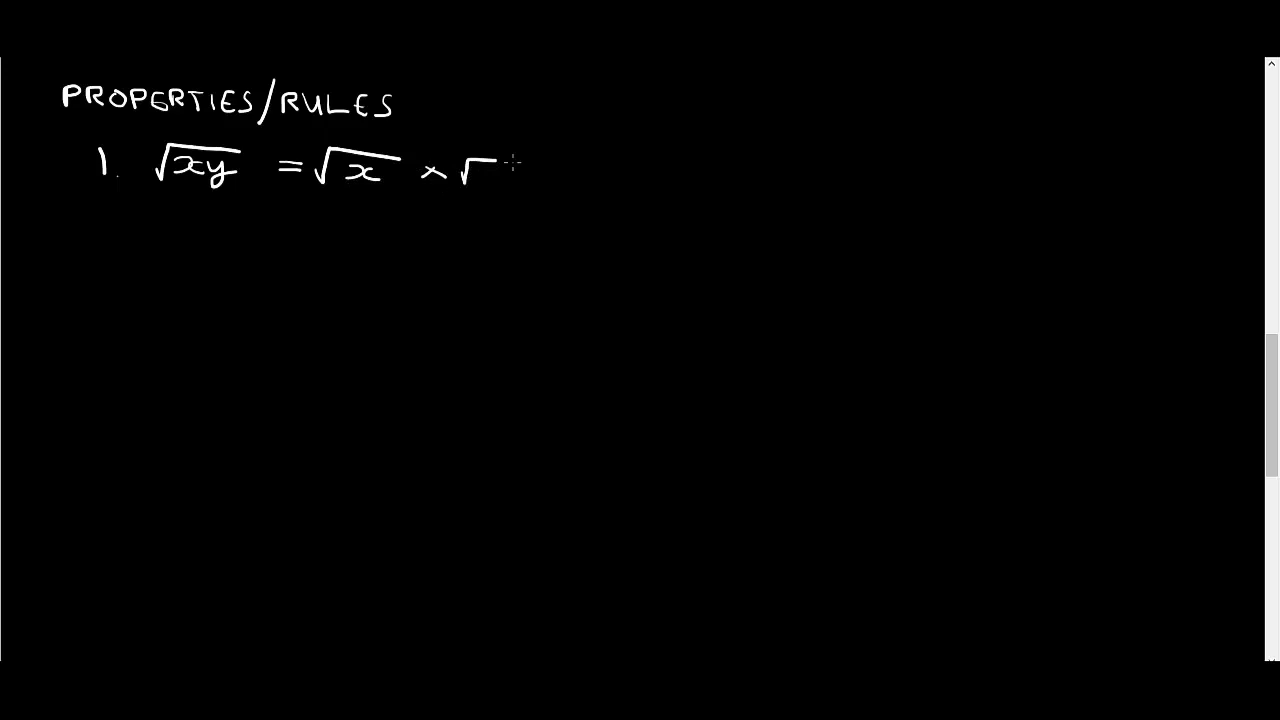 PROPERTIES/RULES
1. √xy = √x × √